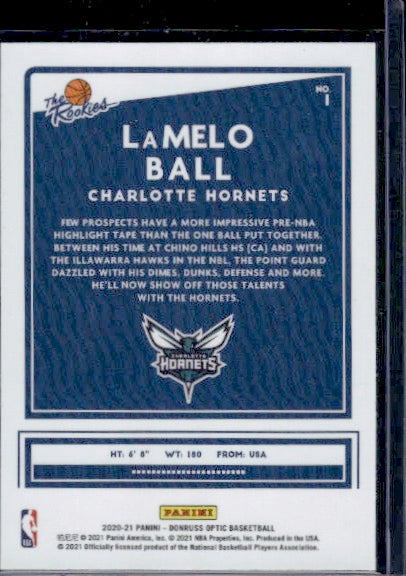 The Rookies
NO.
1
LAMELO
BALL
CHARLOTTE HORNETS
FEW PROSPECTS HAVE A MORE IMPRESSIVE PRE-NBA
HIGHLIGHT TAPE THAN THE ONE BALL PUT TOGETHER.
BETWEEN HIS TIME AT CHINO HILLS HS (CA) AND WITH
THE ILLAWARRA HAWKS IN THE NBL, THE POINT GUARD
DAZZLED WITH HIS DIMES, DUNKS, DEFENSE AND MORE.
HE'LL NOW SHOW OFF THOSE TALENTS
WITH THE HORNETS.
CHARLOTTE
HORNETS
HT: 6' 8" WT: 180 FROM: USA
PANINI
2020-21 PANINI - DONRUSS OPTIC BASKETBALL
© 2021 Panini America, Inc. © 2021 NBA Properties, Inc. Produced in the USA.
© 2021 Officially licensed product of the National Basketball Players Association.